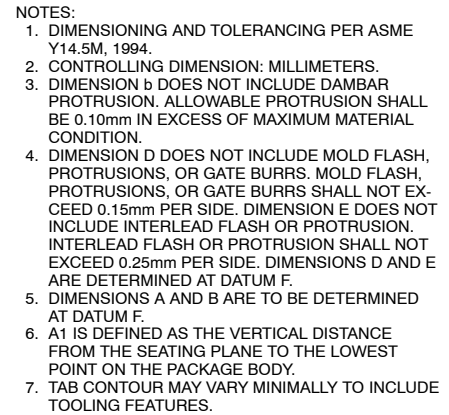 NOTES:
1. DIMENSIONING AND TOLERANCING PER ASME
Y14.5M, 1994.
2. CONTROLLING DIMENSION: MILLIMETERS.
3. DIMENSION b DOES NOT INCLUDE DAMBAR
PROTRUSION. ALLOWABLE PROTRUSION SHALL
BE 0.10mm IN EXCESS OF MAXIMUM MATERIAL
CONDITION.
4. DIMENSION D DOES NOT INCLUDE MOLD FLASH,
PROTRUSIONS, OR GATE BURRS. MOLD FLASH,
PROTRUSIONS, OR GATE BURRS SHALL NOT EX-
CEED 0.15mm PER SIDE. DIMENSION E DOES NOT
INCLUDE INTERLEAD FLASH OR PROTRUSION.
INTERLEAD FLASH OR PROTRUSION SHALL NOT
EXCEED 0.25mm PER SIDE. DIMENSIONS D AND E
ARE DETERMINED AT DATUM F.
5. DIMENSIONS A AND B ARE TO BE DETERMINED
AT DATUM F.
6. A1 IS DEFINED AS THE VERTICAL DISTANCE
FROM THE SEATING PLANE TO THE LOWEST
POINT ON THE PACKAGE BODY.
7. TAB CONTOUR MAY VARY MINIMALLY TO INCLUDE
TOOLING FEATURES.